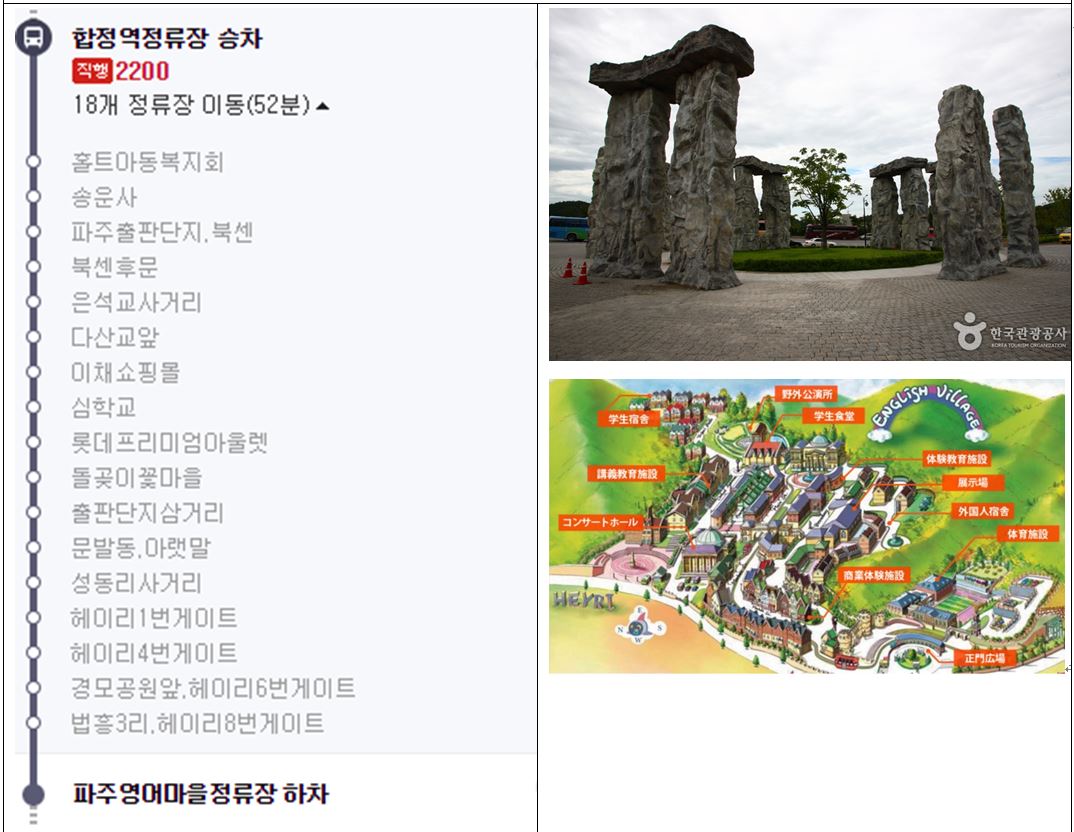 합정역정류장 승차
직행 2200
18개 정류장 이동(52분)
홀트아동복지회
송운사
파주출판단지.북센
북센후문
은석교사거리
다산교앞
이채쇼핑몰
심학교
롯데프리미엄아울렛
돌곶이꽃마을
출판단지삼거리
문발동.아랫말
성동리사거리
헤이리1번게이트
헤이리4번게이트
경모공원앞.헤이리6번게이트
법흥3리.헤이리8번게이트
파주영어마을정류장 하차
한국관광공사
KOREA TOURISM ORGANIZATION
ENGLISH VILLAGE
野外公演所
学生宿舎
学生食堂
体験教育施設
講義教育施設
展示場
外国人宿舎
コンサートホール
体育施設
商業体験施設
HEYRI
E
N
S
W
正門広場